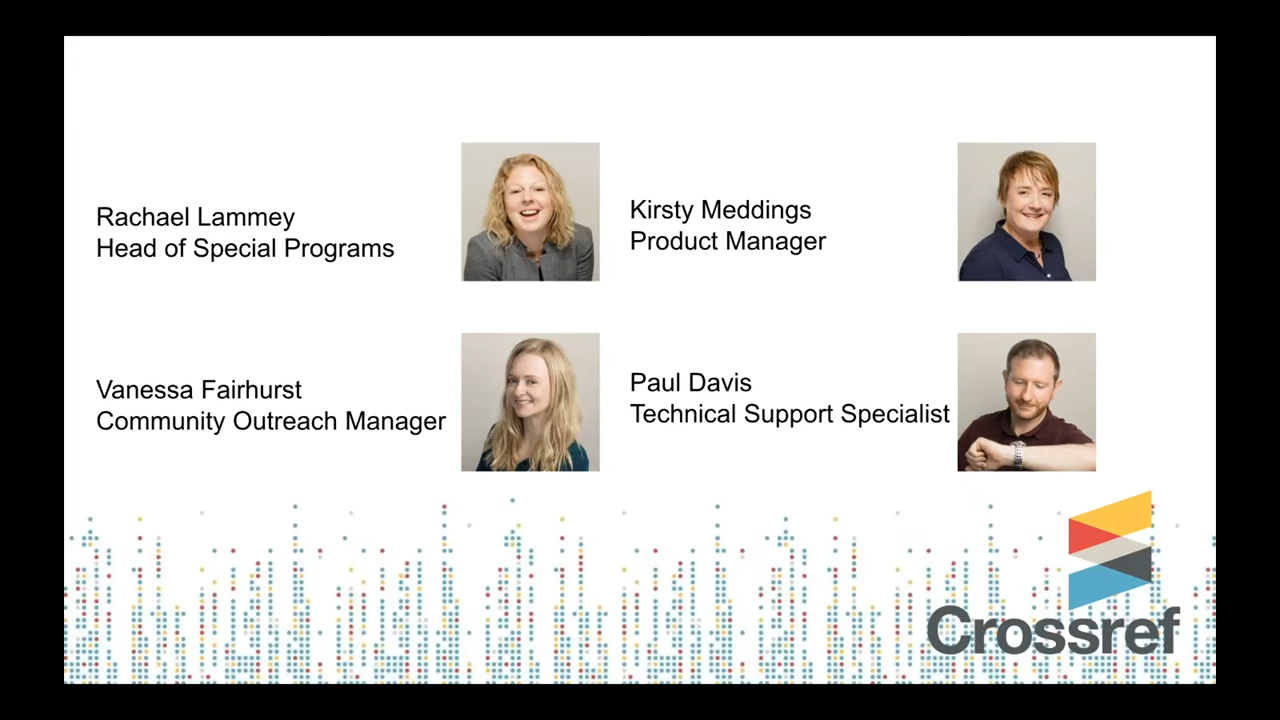 Rachael Lammey
Head of Special Programs
Kirsty Meddings
Product Manager
Vanessa Fairhurst
Community Outreach Manager
Paul Davis
Technical Support Specialist
Crossref